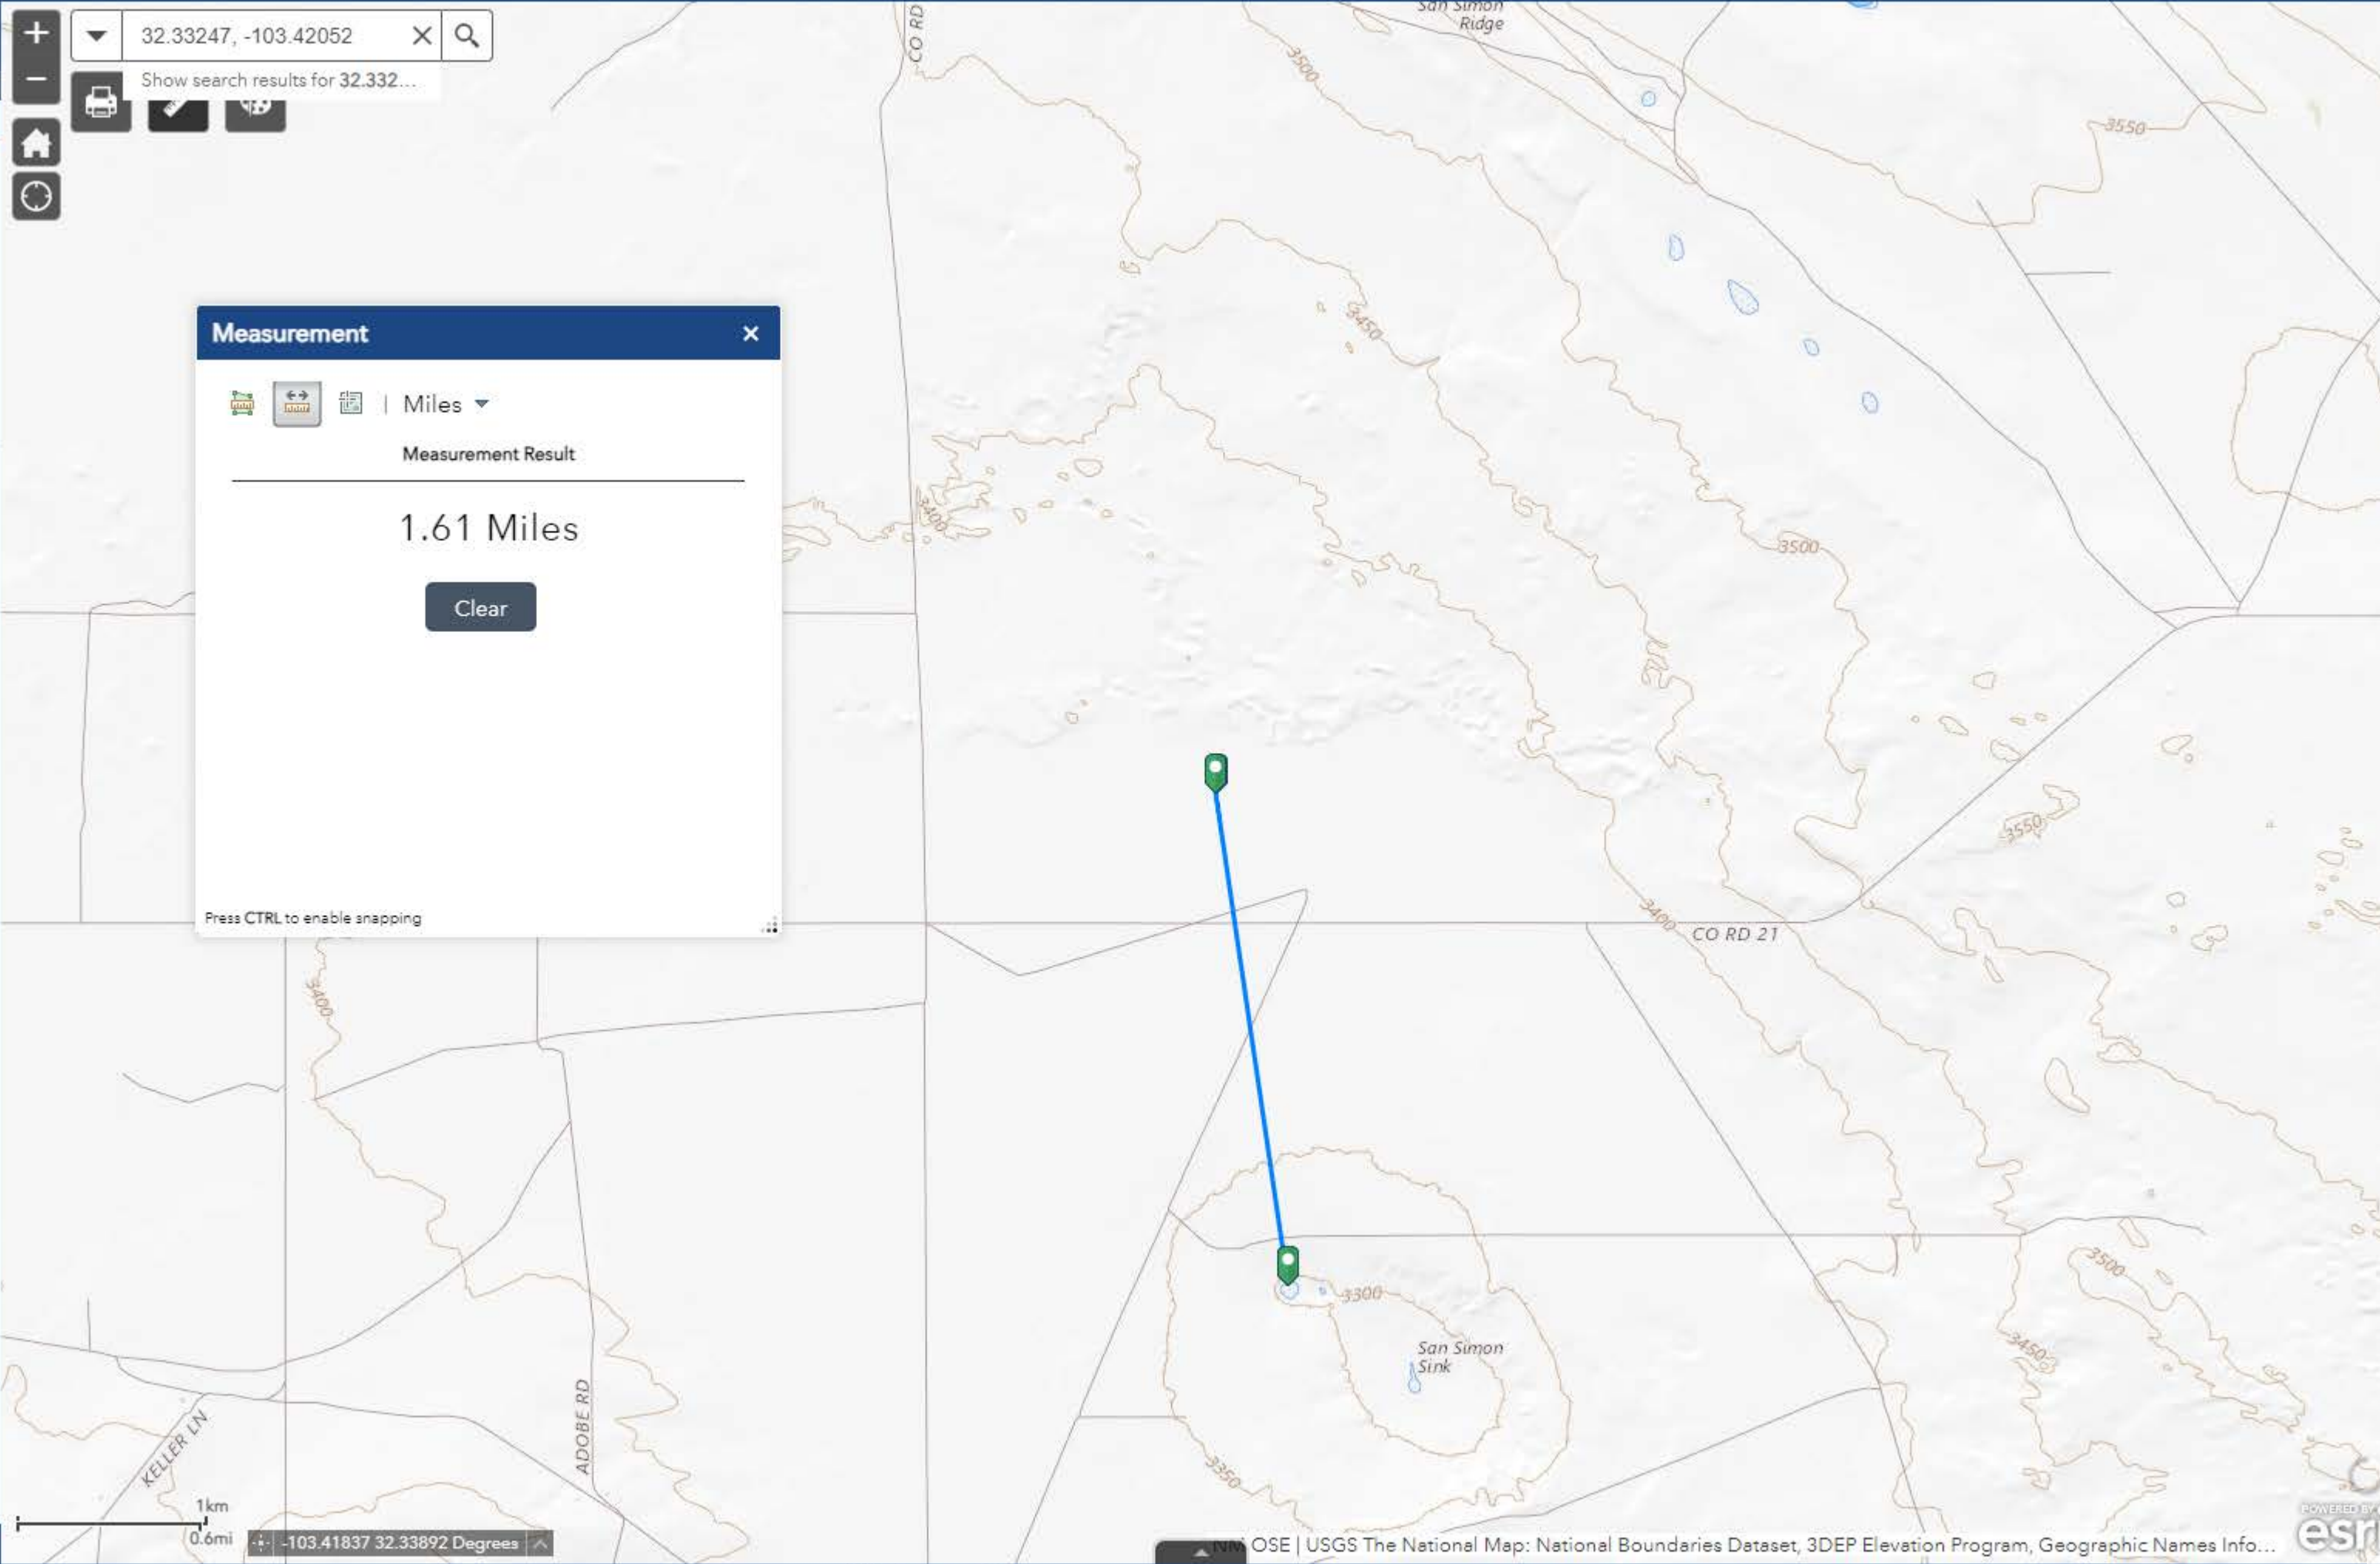 32.33247, -103.42052
Show search results for 32.332...
CO RD
San Simon
Ridge
3500
3550
Measurement
3450
Miles
Measurement Result
1.61 Miles
3400
3500
Clear
3550
Press CTRL to enable snapping
3400
CO RD 21
3400
3500
3300
San Simon
Sink
3450
ADOBE RD
KELLER LN
3350
1km
0.6mi
-103.41837 32.33892 Degrees
NM OSE | USGS The National Map: National Boundaries Dataset, 3DEP Elevation Program, Geographic Names Info...
POWERED BY
esri